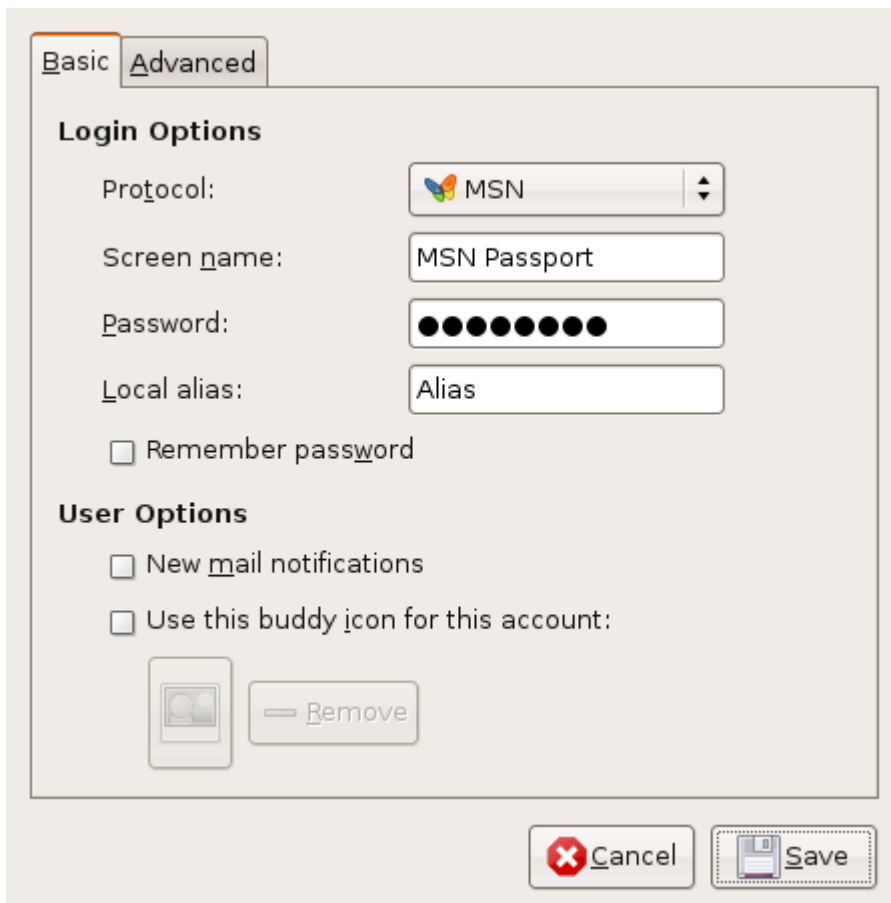 Basic Advanced
Login Options
Protocol: MSN
Screen name: MSN Passport
Password: ●●●●●●●●
Local alias: Alias
Remember password
User Options
New mail notifications
Use this buddy icon for this account:
Remove
Cancel Save